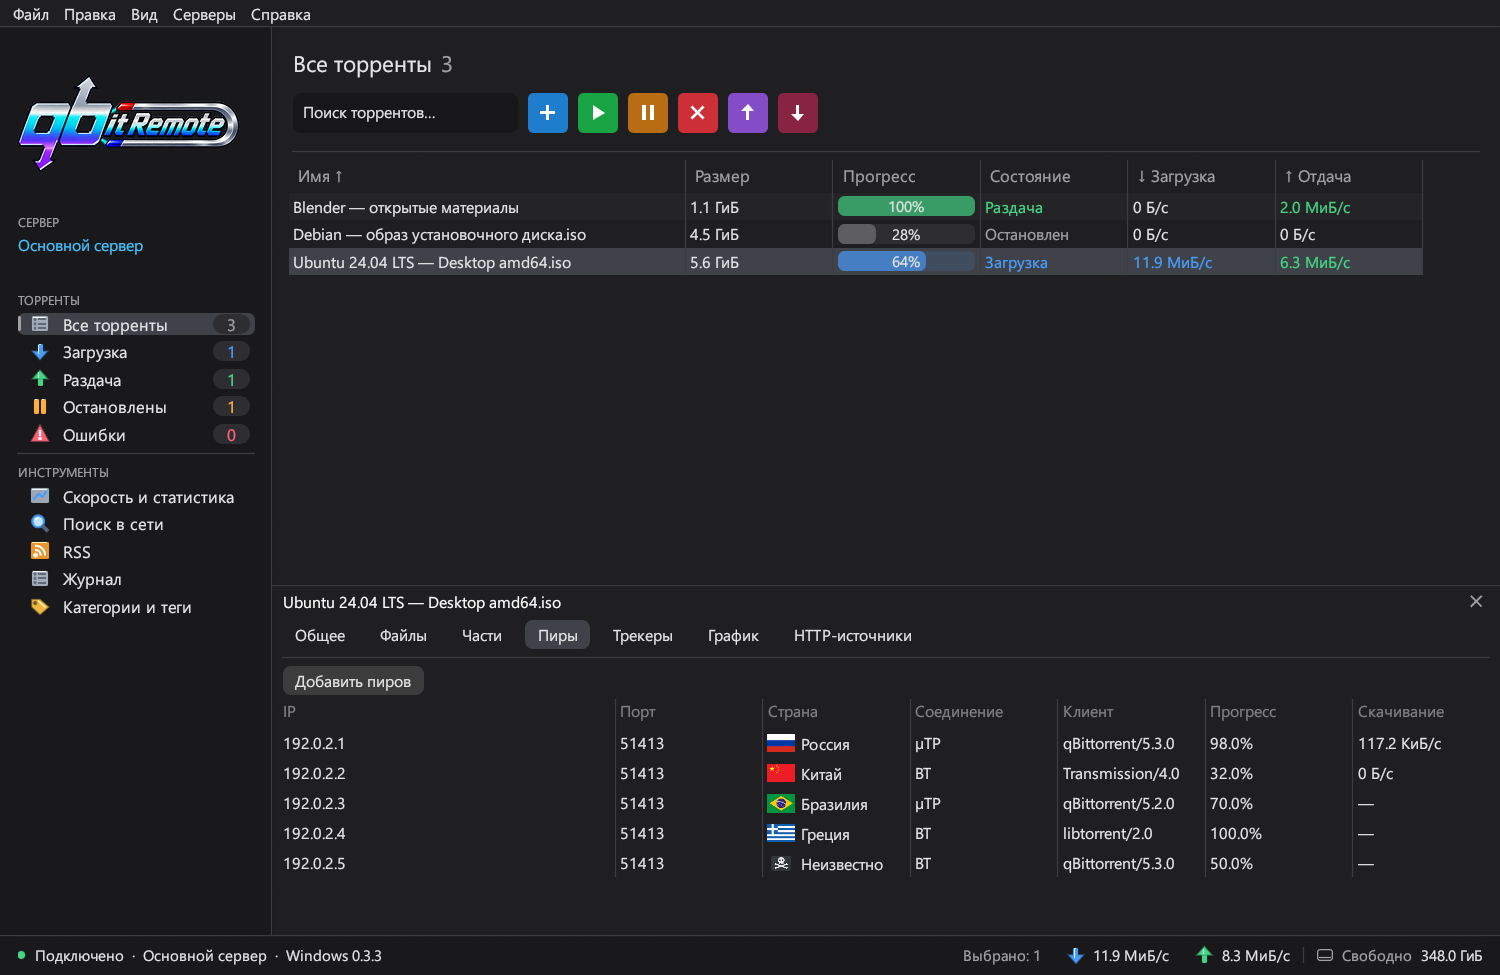 Файл Правка Вид Серверы Справка
qBitRemote
СЕРВЕР
Основной сервер
ТОРРЕНТЫ
Все торренты 3
Загрузка 1
Раздача 1
Остановлены 1
Ошибки 0
ИНСТРУМЕНТЫ
Скорость и статистика
Поиск в сети
RSS
Журнал
Категории и теги
Все торренты 3
Поиск торрентов...
Имя ↑ Размер Прогресс Состояние ↓ Загрузка ↑ Отдача
Blender — открытые материалы 1.1 ГиБ 100% Раздача 0 Б/с 2.0 МиБ/с
Debian — образ установочного диска.iso 4.5 ГиБ 28% Остановлен 0 Б/с 0 Б/с
Ubuntu 24.04 LTS — Desktop amd64.iso 5.6 ГиБ 64% Загрузка 11.9 МиБ/с 6.3 МиБ/с
Ubuntu 24.04 LTS — Desktop amd64.iso
Общее Файлы Части Пиры Трекеры График HTTP-источники
Добавить пиров
IP Порт Страна Соединение Клиент Прогресс Скачивание
192.0.2.1 51413 Россия μTP qBittorrent/5.3.0 98.0% 117.2 КиБ/с
192.0.2.2 51413 Китай BT Transmission/4.0 32.0% 0 Б/с
192.0.2.3 51413 Бразилия μTP qBittorrent/5.2.0 70.0% —
192.0.2.4 51413 Греция BT libtorrent/2.0 100.0% —
192.0.2.5 51413 Неизвестно BT qBittorrent/5.3.0 50.0% —
Подключено · Основной сервер · Windows 0.3.3 Выбрано: 1 11.9 МиБ/с 8.3 МиБ/с Свободно 348.0 ГиБ